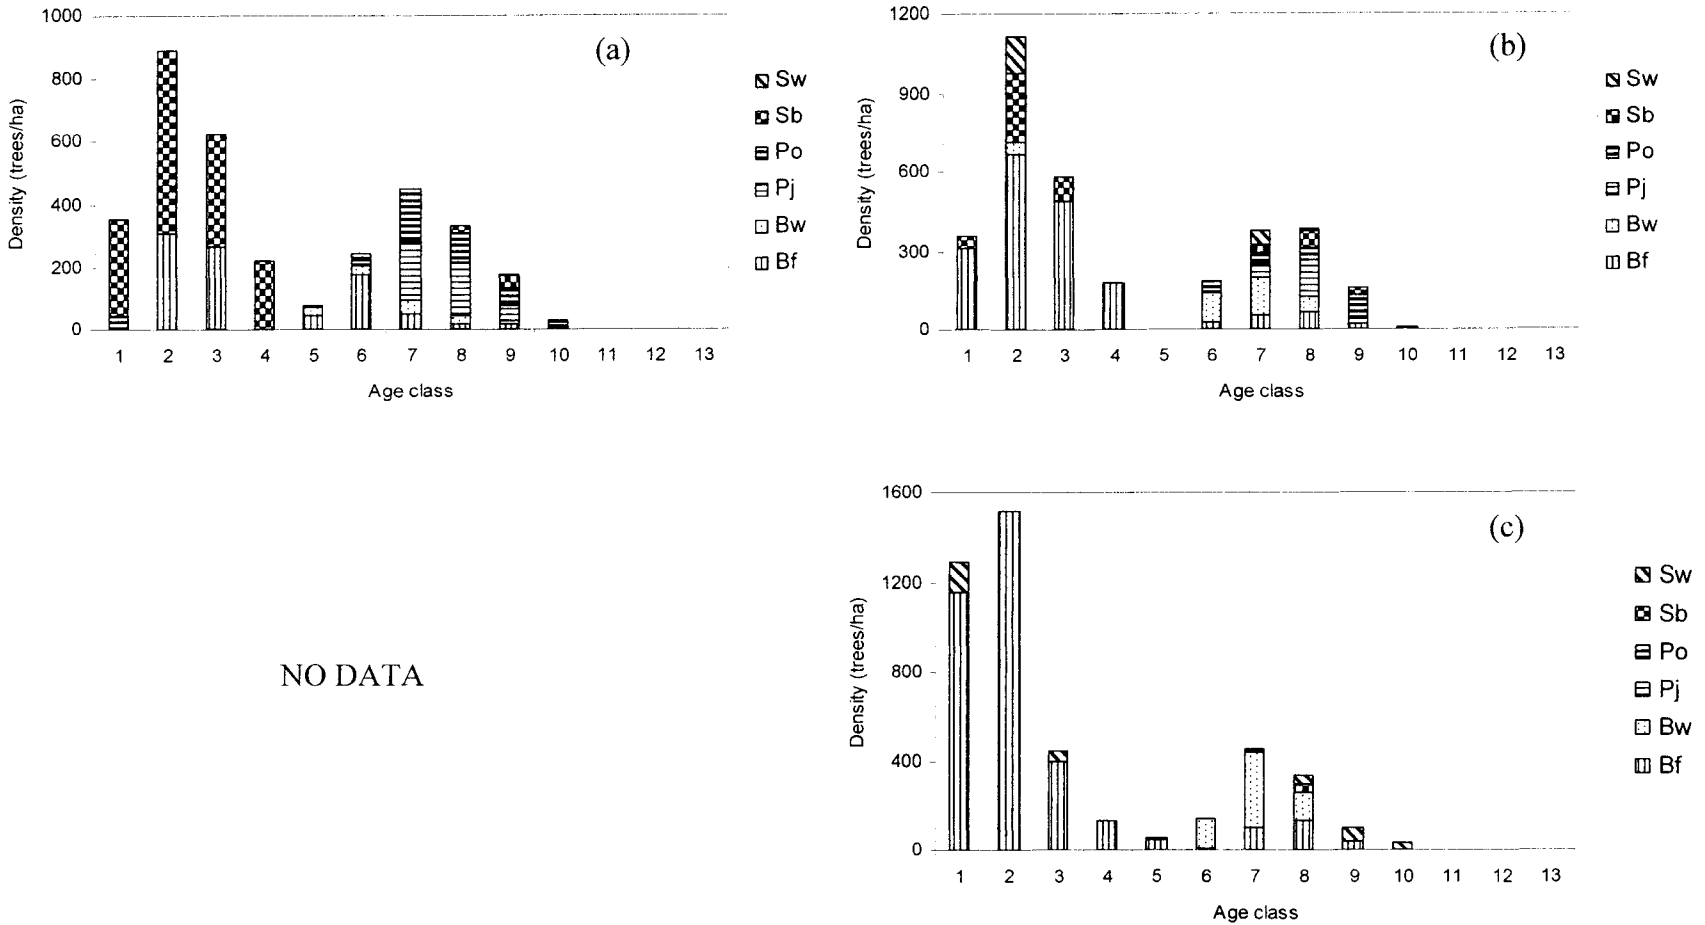 (a)
Density (trees/ha)
1000
800
600
400
200
0
1 2 3 4 5 6 7 8 9 10 11 12 13
Age class
Sw
Sb
Po
Pj
Bw
Bf
(b)
Density (trees/ha)
1200
900
600
300
0
1 2 3 4 5 6 7 8 9 10 11 12 13
Age class
Sw
Sb
Po
Pj
Bw
Bf
NO DATA
(c)
Density (trees/ha)
1600
1200
800
400
0
1 2 3 4 5 6 7 8 9 10 11 12 13
Age class
Sw
Sb
Po
Pj
Bw
Bf